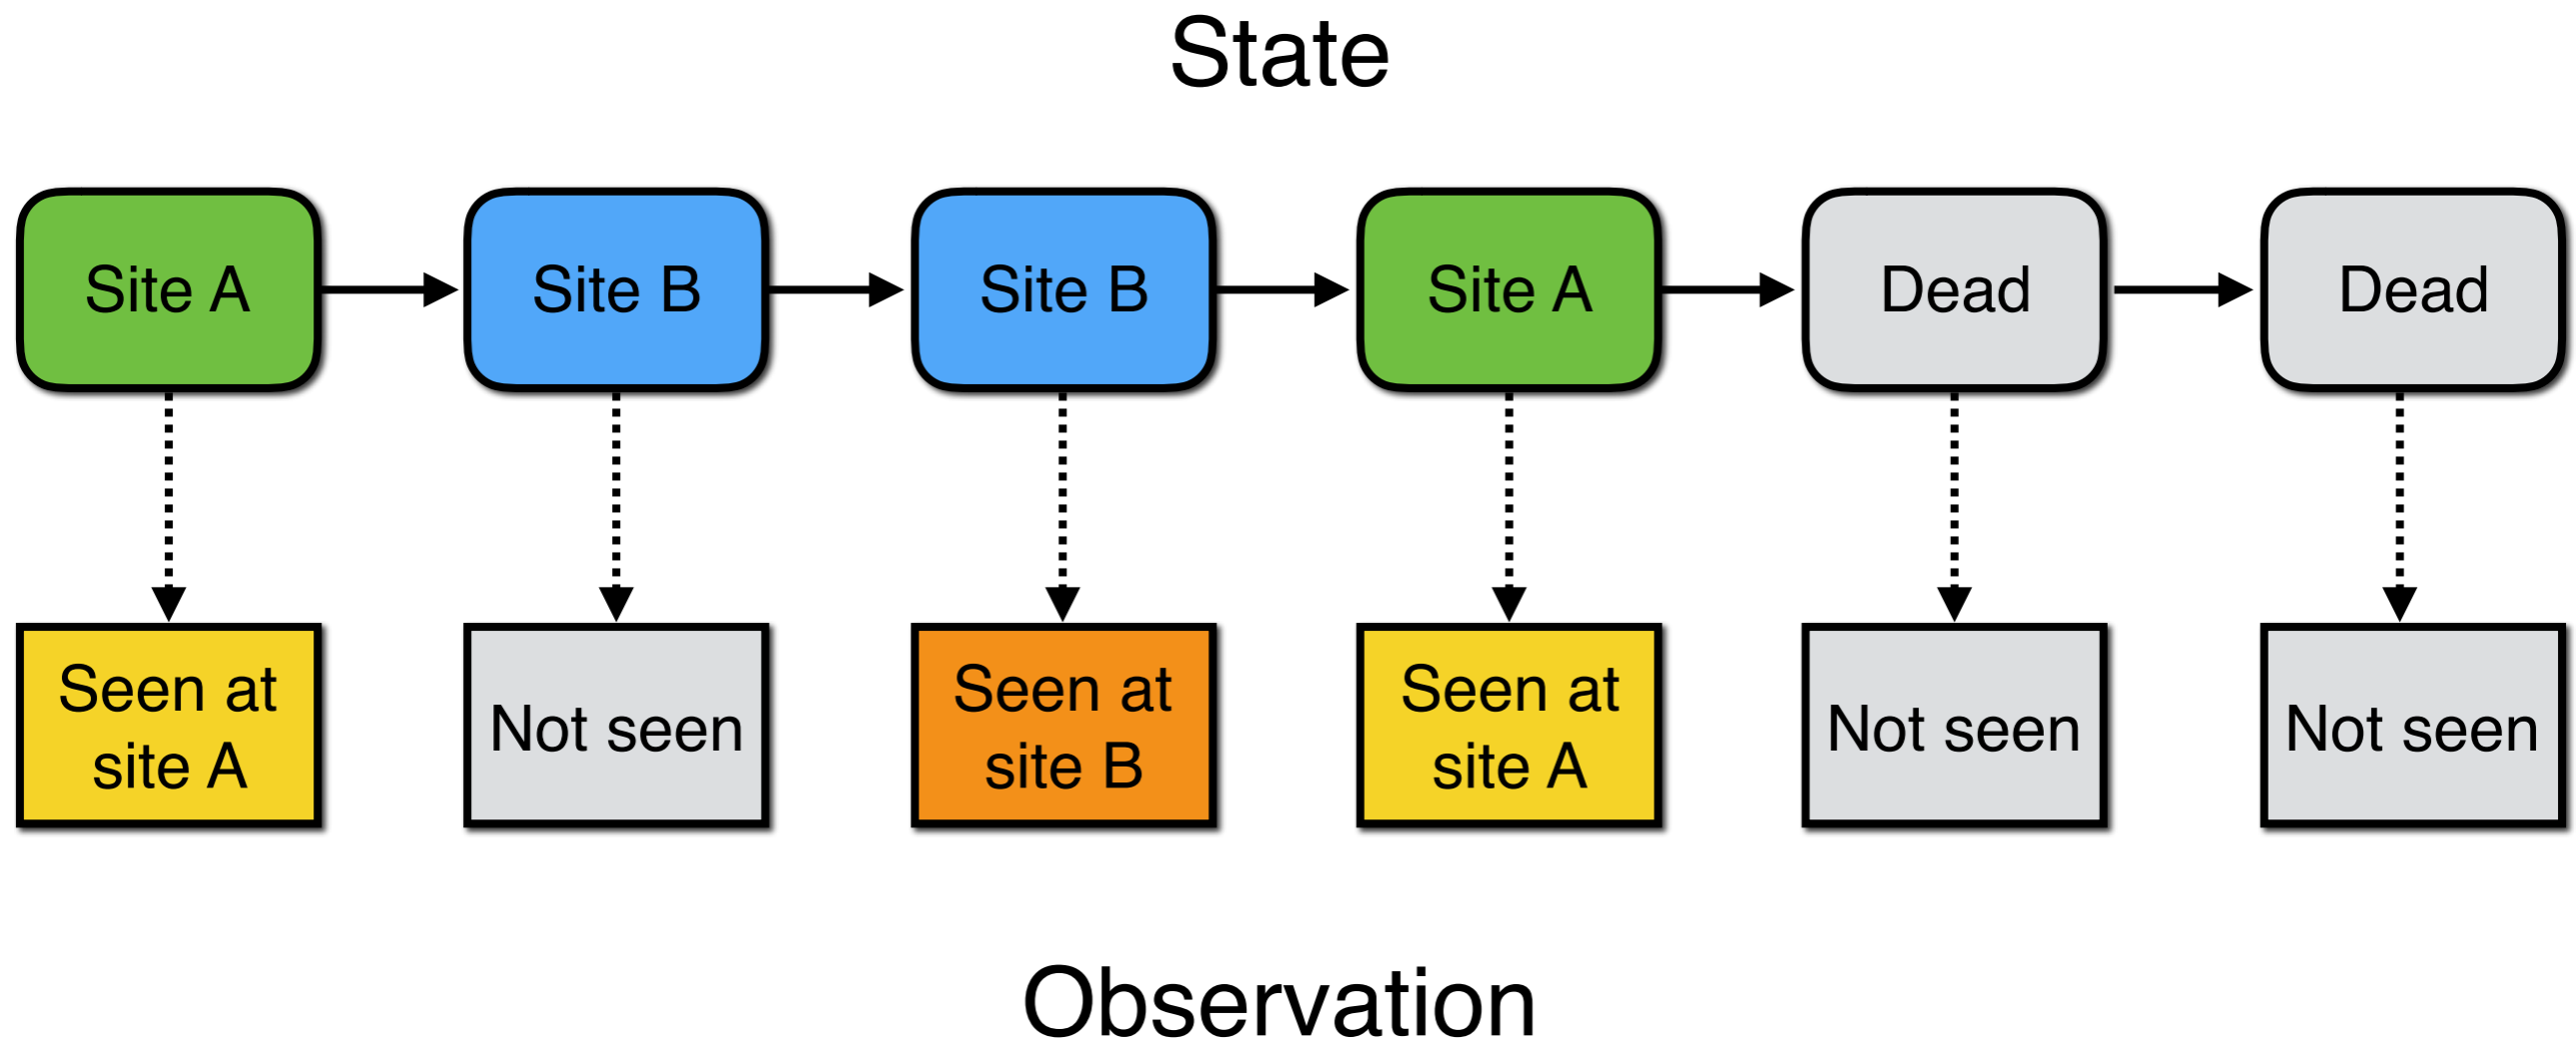 State
Site A
Site B
Site B
Site A
Dead
Dead
Seen at
site A
Not seen
Seen at
site B
Seen at
site A
Not seen
Not seen
Observation